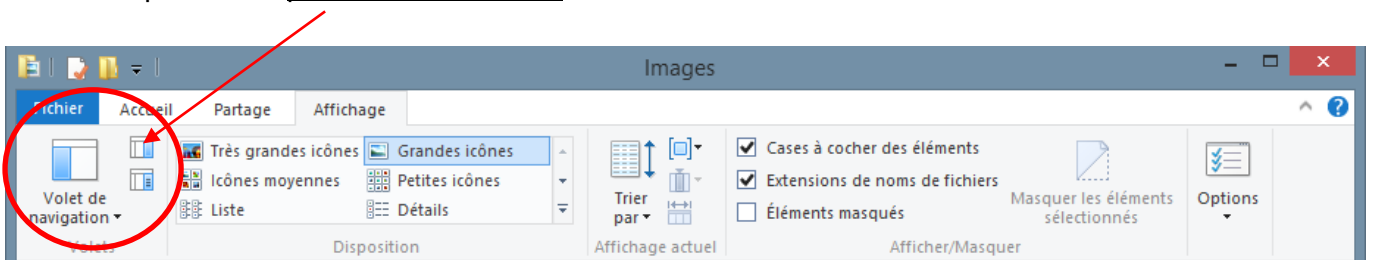 Images
Fichier Accueil Partage Affichage
Très grandes icônes Grandes icônes
Icônes moyennes Petites icônes
Liste Détails
Volet de
navigation
Trier
par
Cases à cocher des éléments
Extensions de noms de fichiers
Éléments masqués
Masquer les éléments
sélectionnés
Options
Volets Disposition Affichage actuel Afficher/Masquer